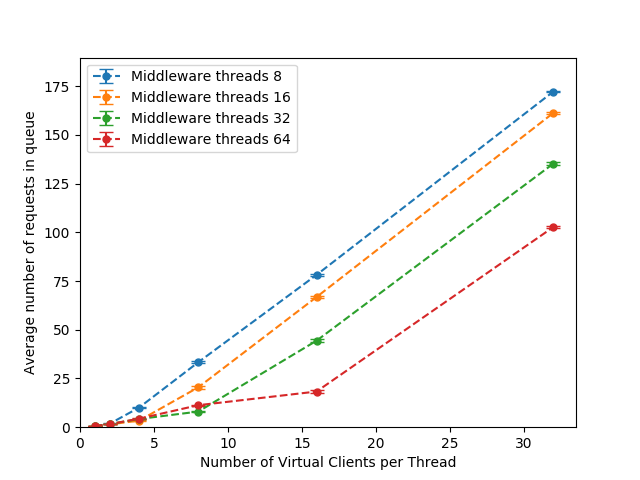 Middleware threads 8
Middleware threads 16
Middleware threads 32
Middleware threads 64
Average number of requests in queue
175
150
125
100
75
50
25
0
0 5 10 15 20 25 30
Number of Virtual Clients per Thread